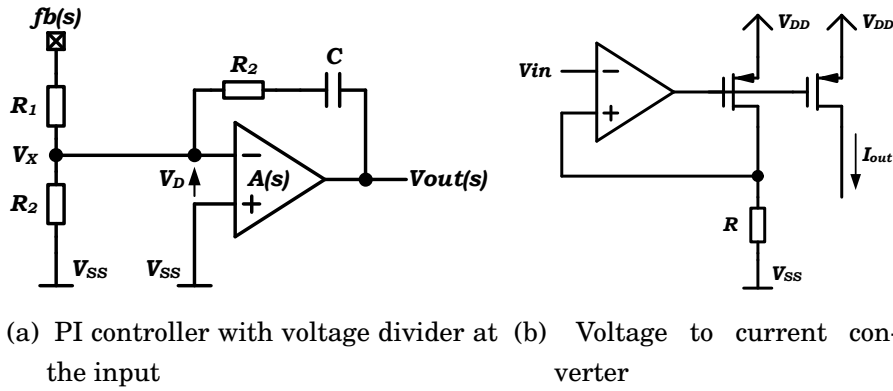 fb(s)
R1
VX
R2
VSS
R2
C
VD
A(s)
−
+
VSS
Vout(s)
Vin
−
+
VDD
VDD
Iout
R
VSS
(a) PI controller with voltage divider at
the input
(b) Voltage to current con-
verter